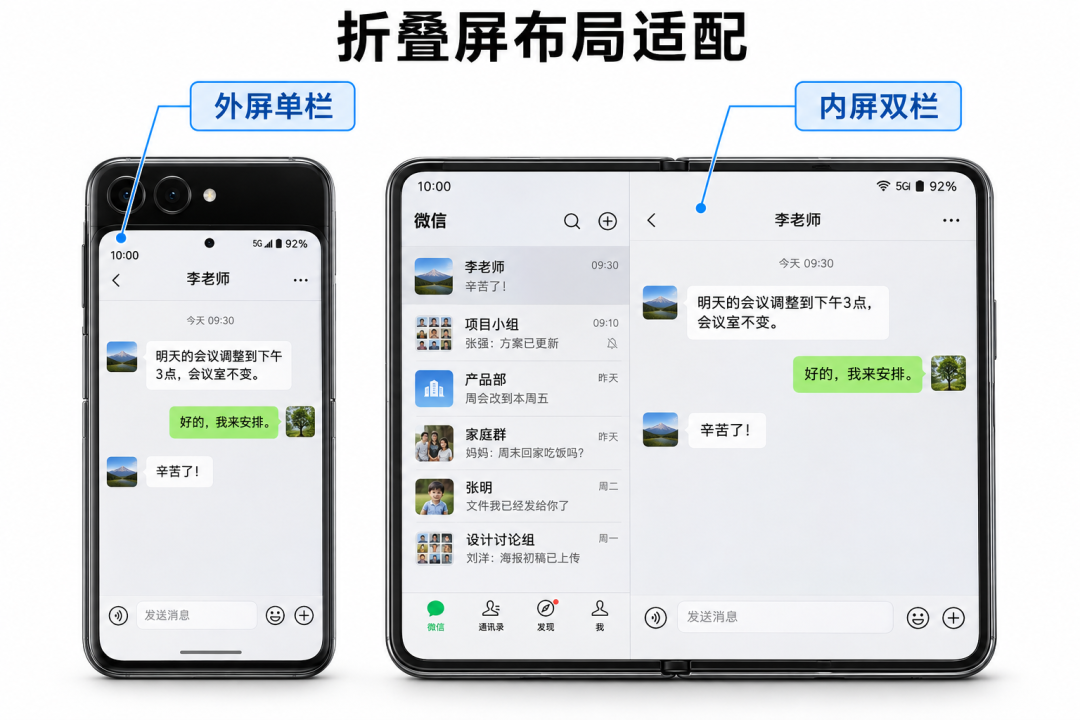 折叠屏布局适配
外屏单栏
内屏双栏
10:00
5G 92%
李老师
今天 09:30
明天的会议调整到下午
3点，会议室不变。
好的，我来安排。
辛苦了！
发送消息
10:00
微信
李老师 09:30
辛苦了！
项目小组 09:10
张强：方案已更新
产品部 昨天
周会改到本周五
家庭群 昨天
妈妈：周末回家吃饭吗？
张明 周二
文件我已经发给你了
设计讨论组 周一
刘洋：海报初稿已上传
微信 通讯录 发现 我
5G 92%
李老师
今天 09:30
明天的会议调整到下午3点，
会议室不变。
好的，我来安排。
辛苦了！
发送消息